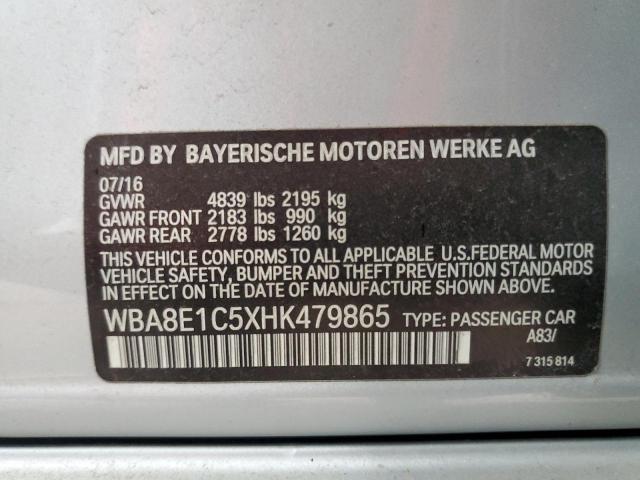 MFD BY BAYERISCHE MOTOREN WERKE AG
07/16
GVWR 4839 lbs 2195 kg
GAWR FRONT 2183 lbs 990 kg
GAWR REAR 2778 lbs 1260 kg
THIS VEHICLE CONFORMS TO ALL APPLICABLE U.S.FEDERAL MOTOR
VEHICLE SAFETY, BUMPER AND THEFT PREVENTION STANDARDS
IN EFFECT ON THE DATE OF MANUFACTURE SHOWN ABOVE.
WBA8E1C5XHK479865 TYPE: PASSENGER CAR
A83/
7 315 814